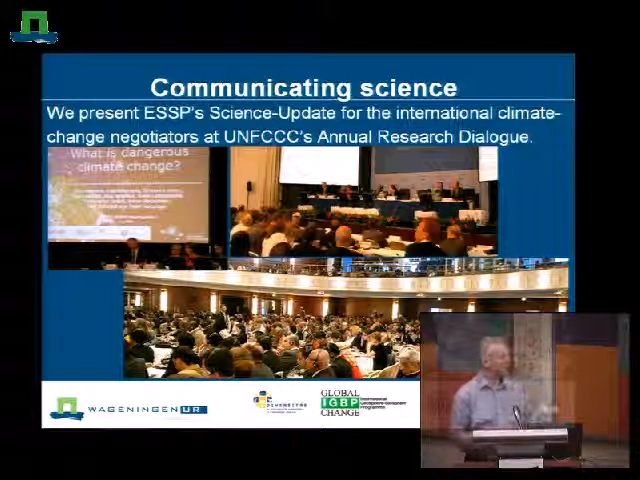 Communicating science
We present ESSP's Science-Update for the international climate-
change negotiators at UNFCCC's Annual Research Dialogue.
What is dangerous
climate change?
WAGENINGEN UR
GLOBAL
IGBP
CHANGE